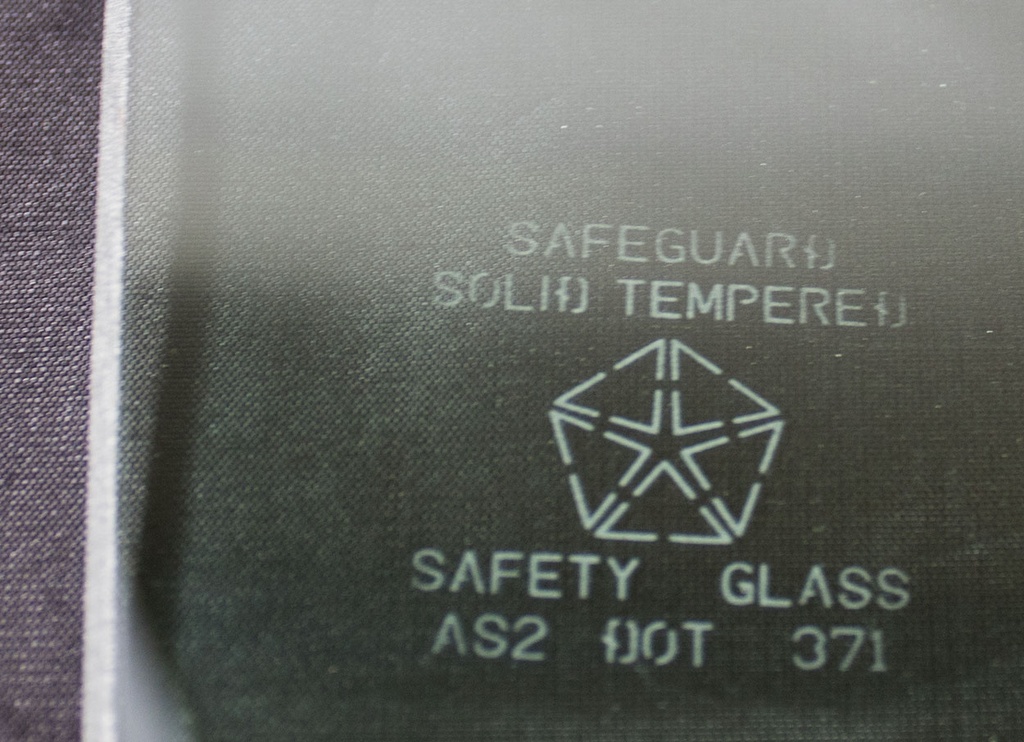 SAFEGUARD
SOLID TEMPERED
SAFETY GLASS
AS2 DOT 371